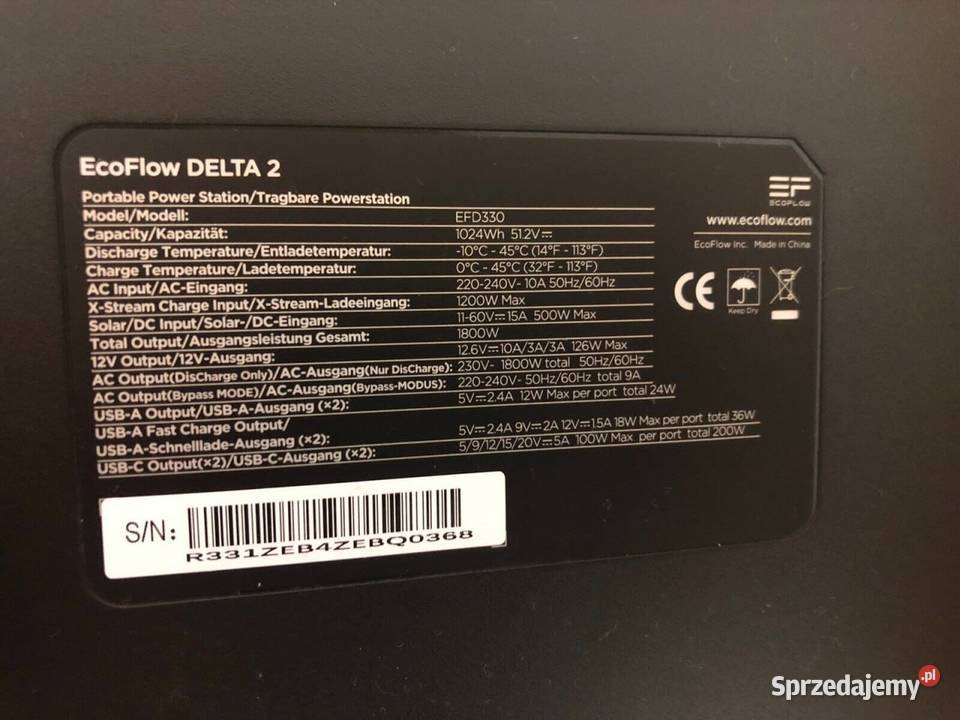 EcoFlow DELTA 2
Portable Power Station/Tragbare Powerstation
Model/Modell: EFD330
Capacity/Kapazität: 1024Wh 51.2V⎓
Discharge Temperature/Entladetemperatur: -10°C - 45°C (14°F - 113°F)
Charge Temperature/Ladetemperatur: 0°C - 45°C (32°F - 113°F)
AC Input/AC-Eingang: 220-240V~ 10A 50Hz/60Hz
X-Stream Charge Input/X-Stream-Ladeeingang: 1200W Max
Solar/DC Input/Solar-/DC-Eingang: 11-60V⎓15A 500W Max
Total Output/Ausgangsleistung Gesamt: 1800W
12V Output/12V-Ausgang: 12.6V⎓10A/3A/3A 126W Max
AC Output(DisCharge Only)/AC-Ausgang(Nur DisCharge): 230V~ 1800W total 50Hz/60Hz
AC Output(Bypass MODE)/AC-Ausgang(Bypass-MODUS): 220-240V~ 50Hz/60Hz total 9A
USB-A Output/USB-A-Ausgang (×2): 5V⎓2.4A 12W Max per port total 24W
USB-A Fast Charge Output/
USB-A-Schnelllade-Ausgang (×2): 5V⎓2.4A 9V⎓2A 12V⎓1.5A 18W Max per port total 36W
USB-C Output(×2)/USB-C-Ausgang (×2): 5/9/12/15/20V⎓5A 100W Max per port total 200W
EF
ECOFLOW
www.ecoflow.com
EcoFlow Inc. Made in China
CE
Keep Dry
S/N:
R331ZEB4ZEBQ0368
Sprzedajemy.pl